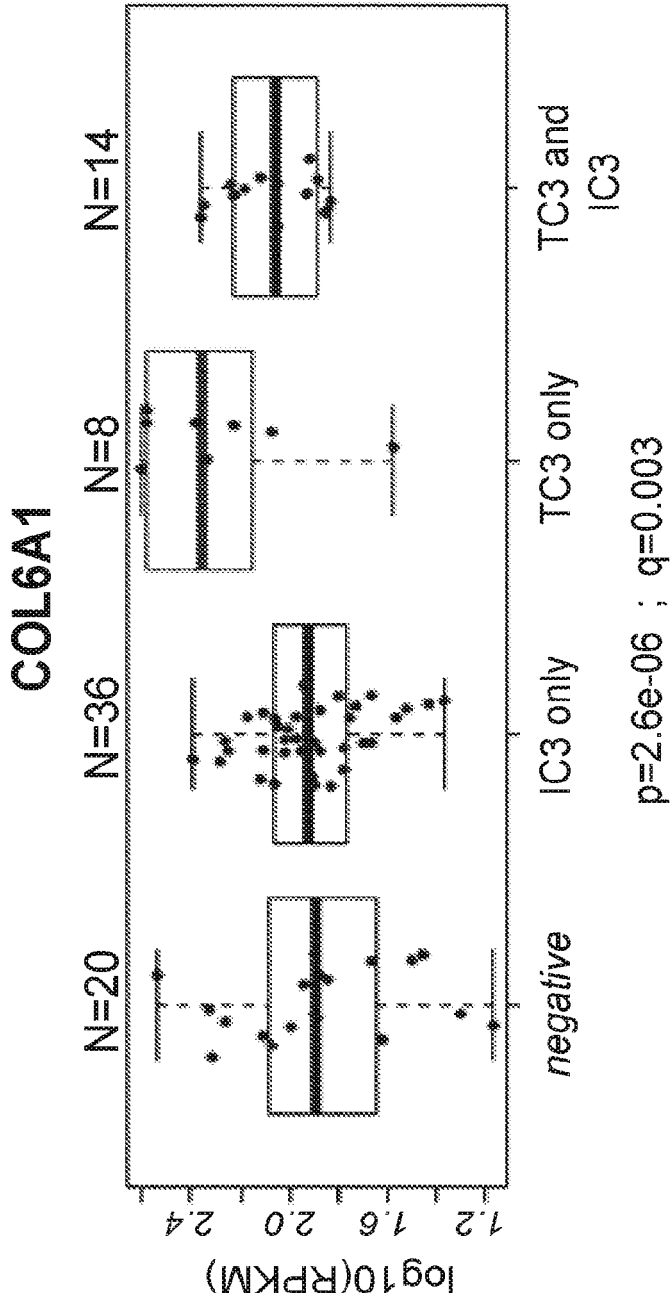 COL6A1
N=20 N=36 N=8 N=14
log10(RPKM)
2.4
2.0
1.6
1.2
negative IC3 only TC3 only TC3 and
IC3
p=2.6e-06 ; q=0.003